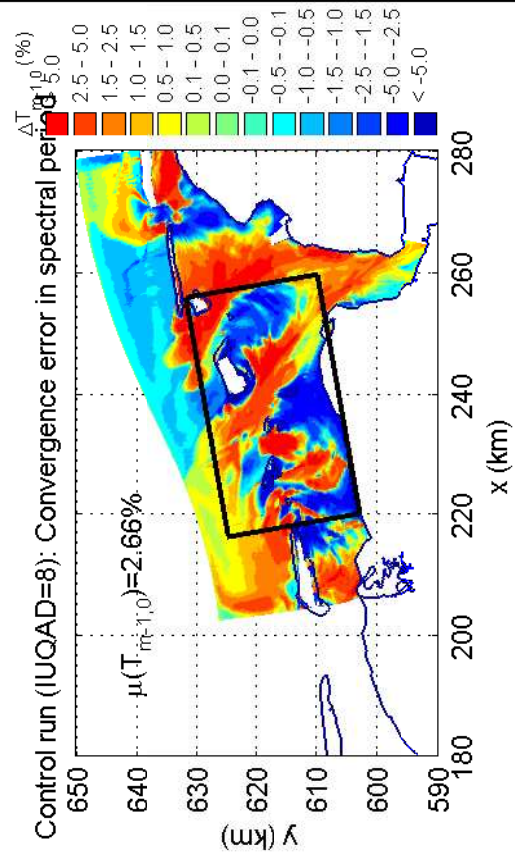 Control run (IUQAD=8): Convergence error in spectral period
ΔT m-1,0 (%)
> 5.0
2.5 - 5.0
1.5 - 2.5
1.0 - 1.5
0.5 - 1.0
0.1 - 0.5
0.0 - 0.1
-0.1 - 0.0
-0.5 - -0.1
-1.0 - -0.5
-1.5 - -1.0
-2.5 - -1.5
-5.0 - -2.5
< -5.0
μ(Tm-1,0)=2.66%
y (km)
650
640
630
620
610
600
590
180
200
220
240
260
280
x (km)